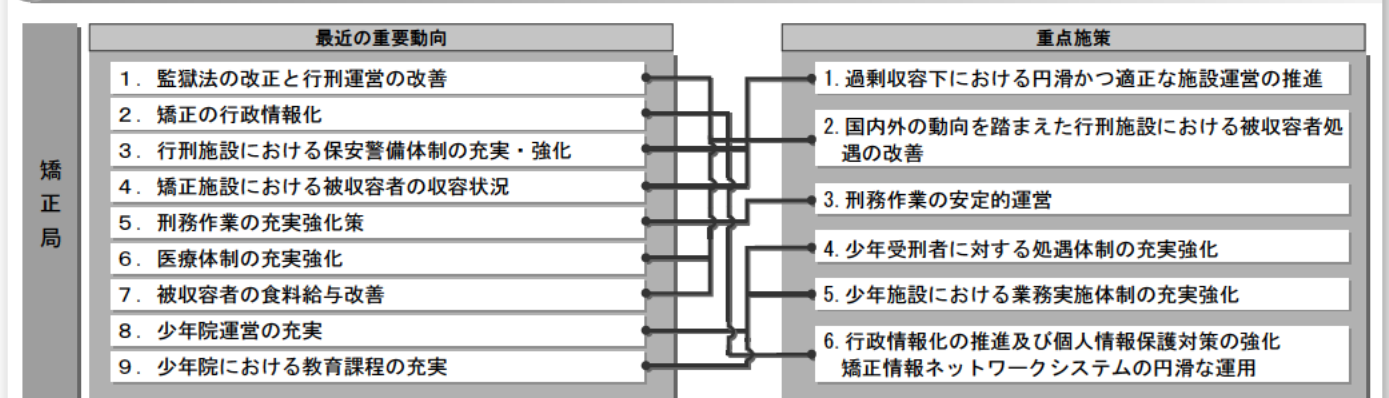 矯正局
最近の重要動向
1. 監獄法の改正と行刑運営の改善
2. 矯正の行政情報化
3. 行刑施設における保安警備体制の充実・強化
4. 矯正施設における被収容者の収容状況
5. 刑務作業の充実強化策
6. 医療体制の充実強化
7. 被収容者の食料給与改善
8. 少年院運営の充実
9. 少年院における教育課程の充実
重点施策
1. 過剰収容下における円滑かつ適正な施設運営の推進
2. 国内外の動向を踏まえた行刑施設における被収容者処
遇の改善
3. 刑務作業の安定的運営
4. 少年受刑者に対する処遇体制の充実強化
5. 少年施設における業務実施体制の充実強化
6. 行政情報化の推進及び個人情報保護対策の強化
矯正情報ネットワークシステムの円滑な運用